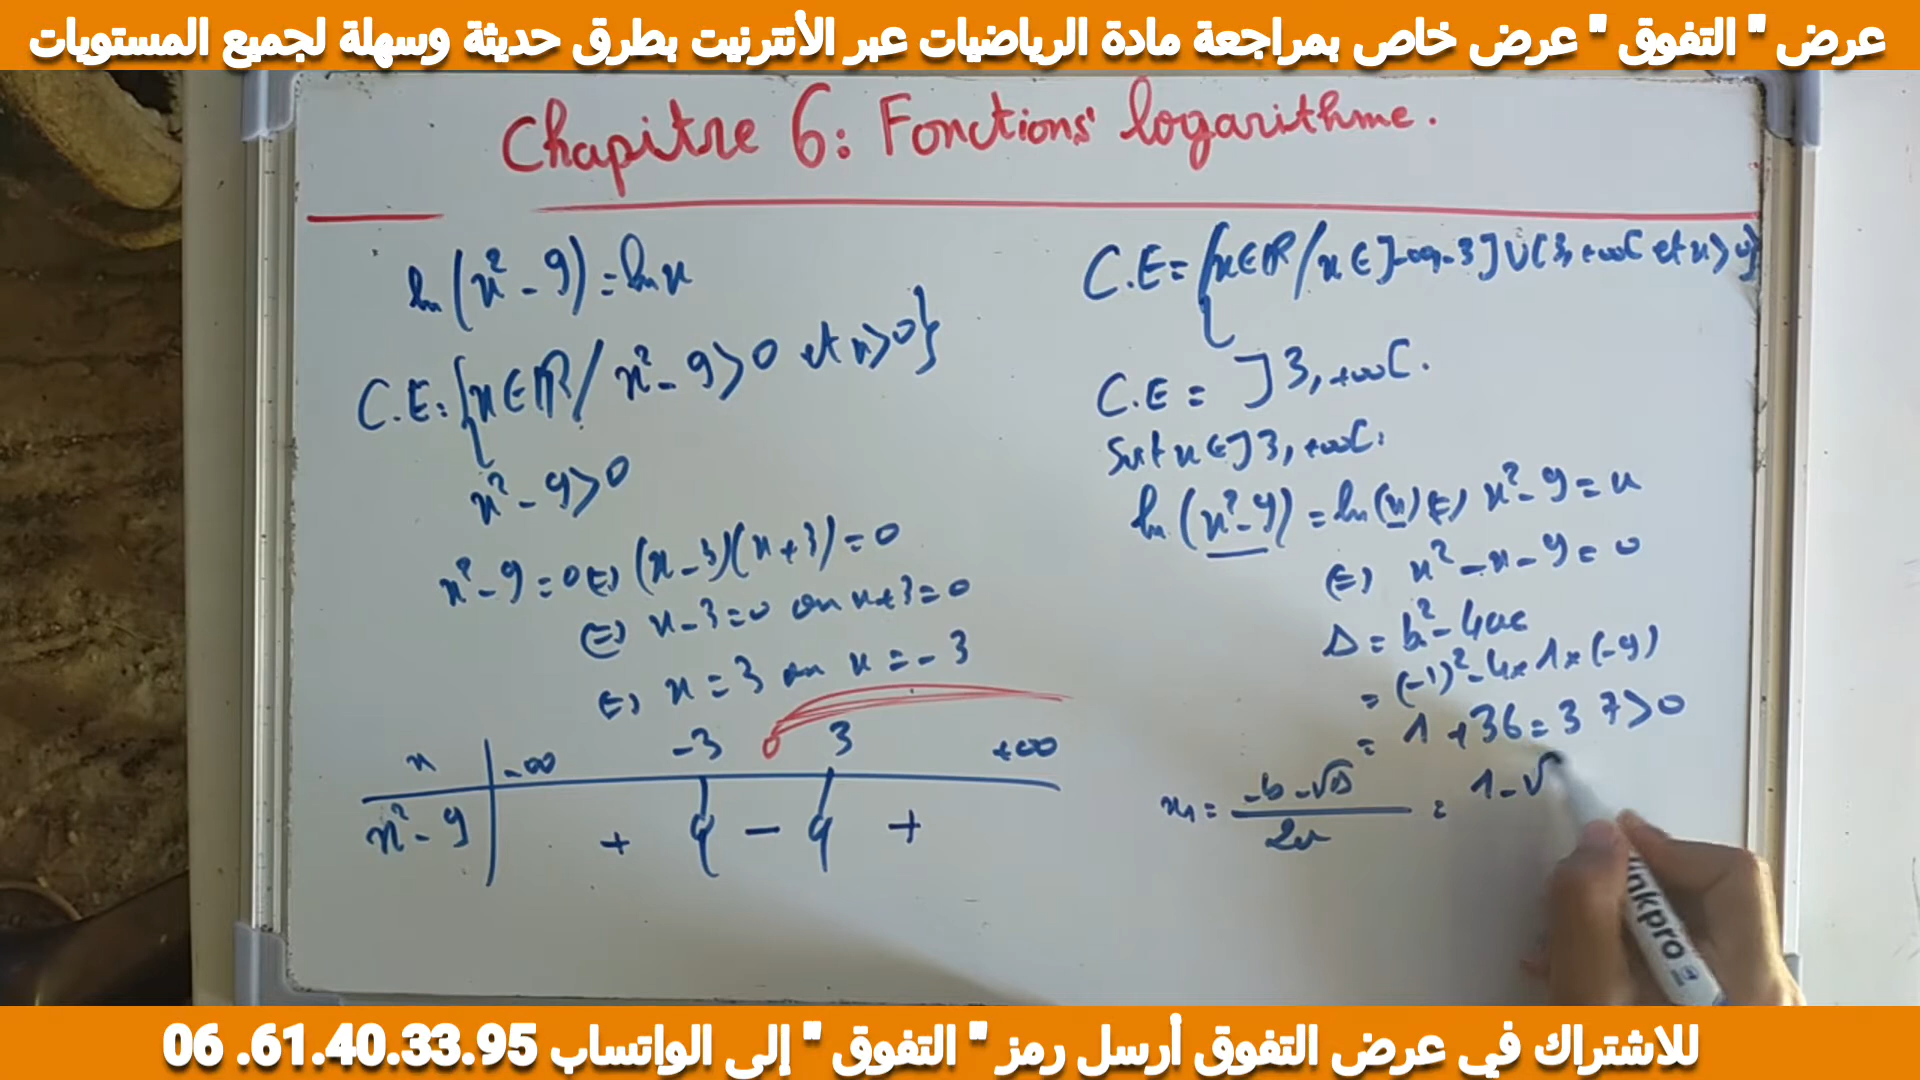 عرض " التفوق " عرض خاص بمراجعة مادة الرياضيات عبر الأنترنيت بطرق حديثة وسهلة لجميع المستويات
Chapitre 6: Fonctions logarithme.
ln(x²-9)=lnx
C.E={x∈ℝ/ x²-9>0 et x>0}
x²-9>0
x²-9=0⇔(x-3)(x+3)=0
⇔ x-3=0 ou x+3=0
⇔ x=3 ou x=-3
x -∞ -3 0 3 +∞
x²-9 + 0 - 0 +
C.E={x∈ℝ/x∈]-∞,-3]∪[3,+∞[ et x>0}
C.E= ]3,+∞[.
Soit x∈]3,+∞[:
ln(x²-9)=ln(x)⇔ x²-9=x
⇔ x²-x-9=0
Δ=b²-4ac
=(-1)²-4×1×(-9)
= 1+36=37>0
x₁= -b-√Δ / 2a = 1-√
inkpro
للاشتراك في عرض التفوق أرسل رمز " التفوق " إلى الواتساب 06 .61.40.33.95